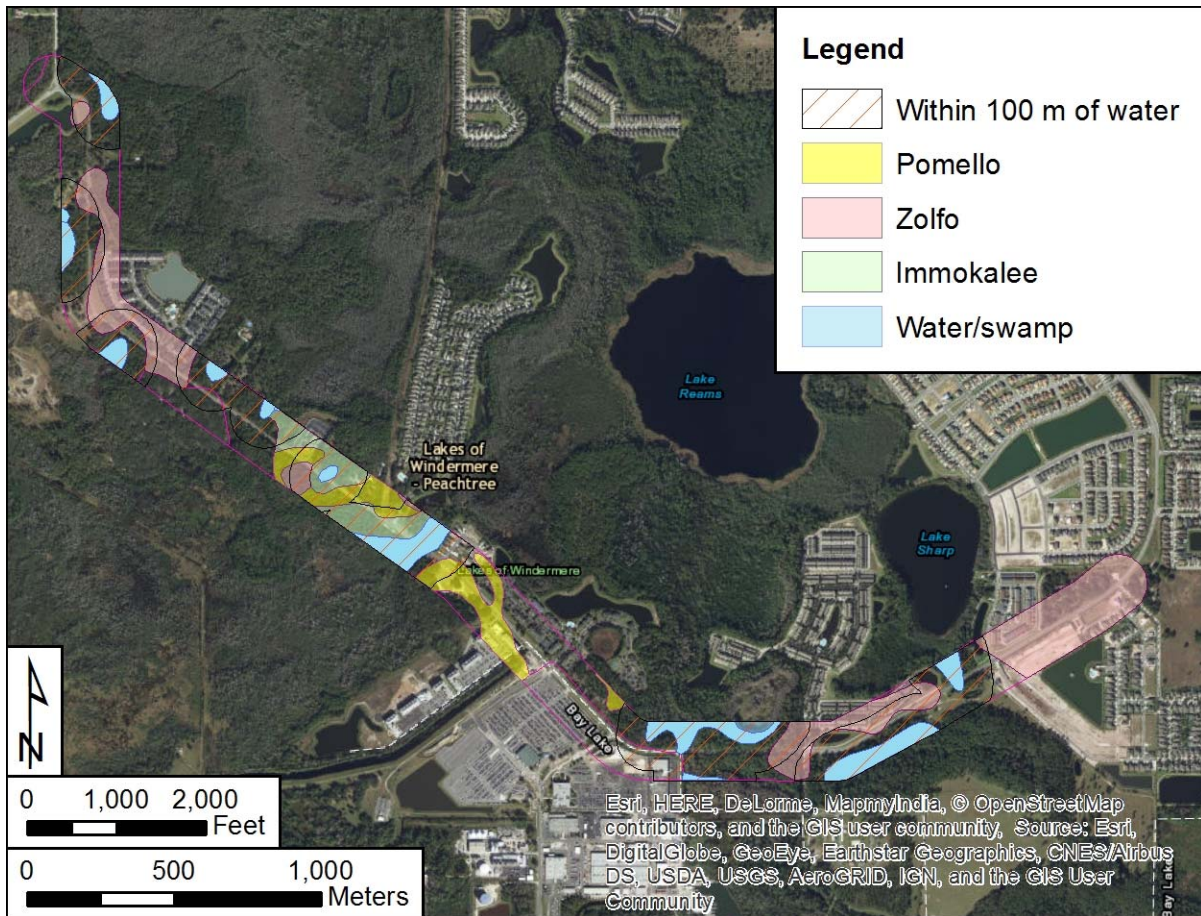 Legend
Within 100 m of water
Pomello
Zolfo
Immokalee
Water/swamp
Lake
Reams
Lakes of
Windermere
- Peachtree
Lake
Sharp
Lakes of Windermere
Bay Lake
N
0 1,000 2,000
Feet
0 500 1,000
Meters
Esri, HERE, DeLorme, MapmyIndia, © OpenStreetMap
contributors, and the GIS user community, Source: Esri,
DigitalGlobe, GeoEye, Earthstar Geographics, CNES/Airbus
DS, USDA, USGS, AeroGRID, IGN, and the GIS User
Community
Bay Lake